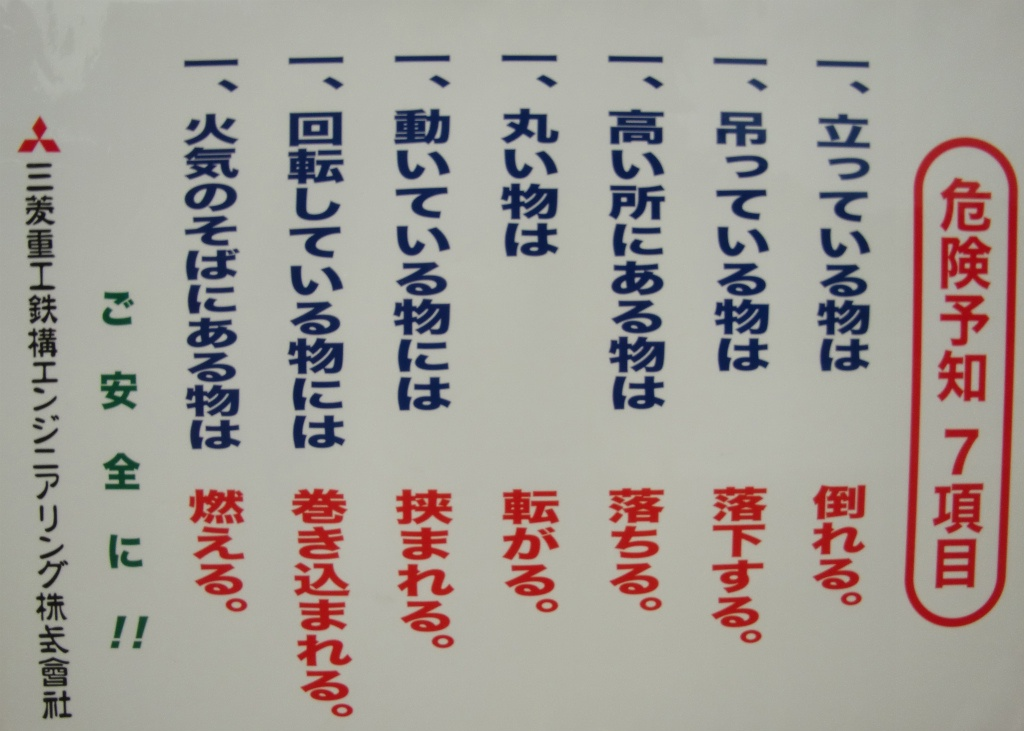 危険予知 7項目
一、立っている物は 倒れる。
一、吊っている物は 落下する。
一、高い所にある物は 落ちる。
一、丸い物は 転がる。
一、動いている物には 挟まれる。
一、回転している物には 巻き込まれる。
一、火気のそばにある物は 燃える。
ご安全に!!
三菱重工鉄構エンジニアリング株式會社